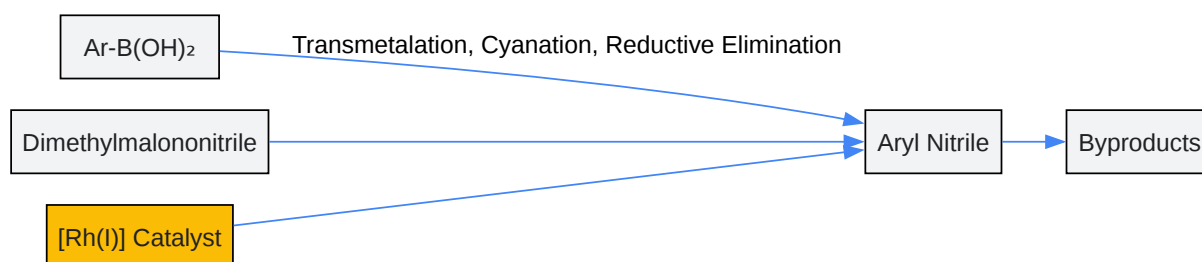 Ar-B(OH)₂
Transmetalation, Cyanation, Reductive Elimination
Dimethylmalononitrile
Aryl Nitrile
Byproducts
[Rh(I)] Catalyst